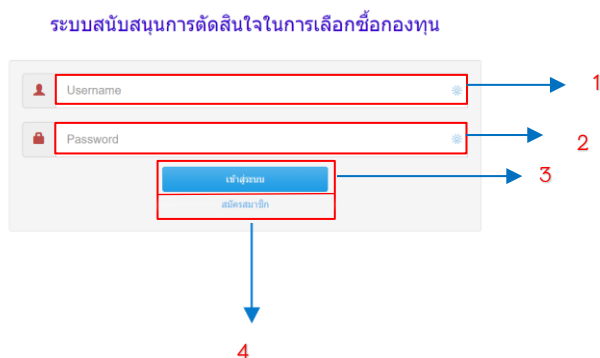 ระบบสนับสนุนการตัดสินใจในการเลือกซื้อกองทุน
Username
1
Password
2
เข้าสู่ระบบ
3
สมัครสมาชิก
4